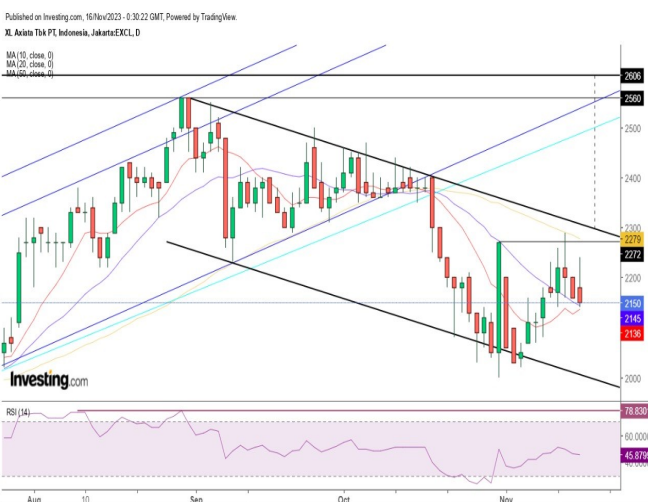 Published on Investing.com, 16/Nov/2023 - 0:30:22 GMT, Powered by TradingView.
XL Axiata Tbk PT, Indonesia, Jakarta:EXCL, D
MA (10, close, 0)
MA (20, close, 0)
MA (50, close, 0)
2606
2560
2500
2400
2300
2279
2272
2200
2150
2145
2136
2000
Investing.com
RSI (14)
78.830
60.0000
45.879
Aug
10
Sep
Oct
Nov